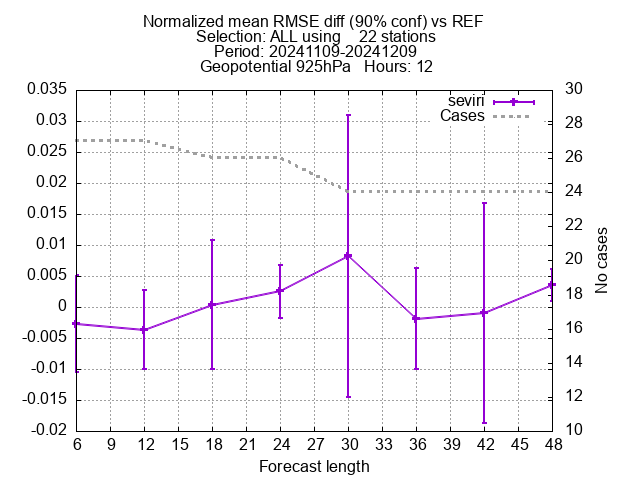 Normalized mean RMSE diff (90% conf) vs REF
Selection: ALL using    22 stations
Period: 20241109-20241209
Geopotential 925hPa   Hours: 12
seviri
Cases
0.035
0.03
0.025
0.02
0.015
0.01
0.005
0
-0.005
-0.01
-0.015
-0.02
30
28
26
24
22
20
18
16
14
12
10
No cases
6 9 12 15 18 21 24 27 30 33 36 39 42 45 48
Forecast length